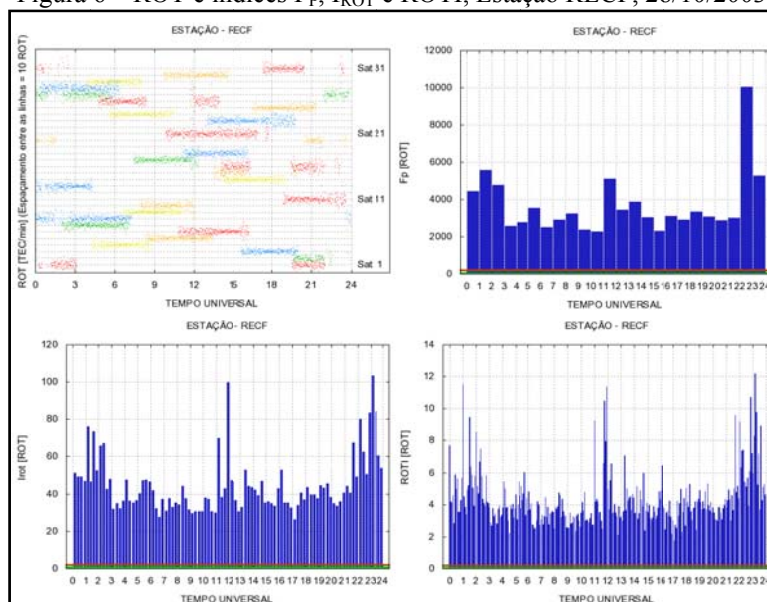 Figura 6 – ROT e índices FP, IROT e ROTI, Estação RECF, 28/10/2003
ESTAÇÃO - RECF
ROT [TEC/min] (Espaçamento entre as linhas = 10 ROT)
Sat 31
Sat 21
Sat 11
Sat 1
0 3 6 9 12 15 18 21 24
TEMPO UNIVERSAL
ESTAÇÃO - RECF
Fp [ROT]
12000
10000
8000
6000
4000
2000
0
0 1 2 3 4 5 6 7 8 9 10 11 12 13 14 15 16 17 18 19 20 21 22 23 24
TEMPO UNIVERSAL
ESTAÇÃO- RECF
Irot [ROT]
120
100
80
60
40
20
0
0 1 2 3 4 5 6 7 8 9 10 11 12 13 14 15 16 17 18 19 20 21 22 23 24
TEMPO UNIVERSAL
ESTAÇÃO - RECF
ROTI [ROT]
14
12
10
8
6
4
2
0
0 1 2 3 4 5 6 7 8 9 10 11 12 13 14 15 16 17 18 19 20 21 22 23 24
TEMPO UNIVERSAL